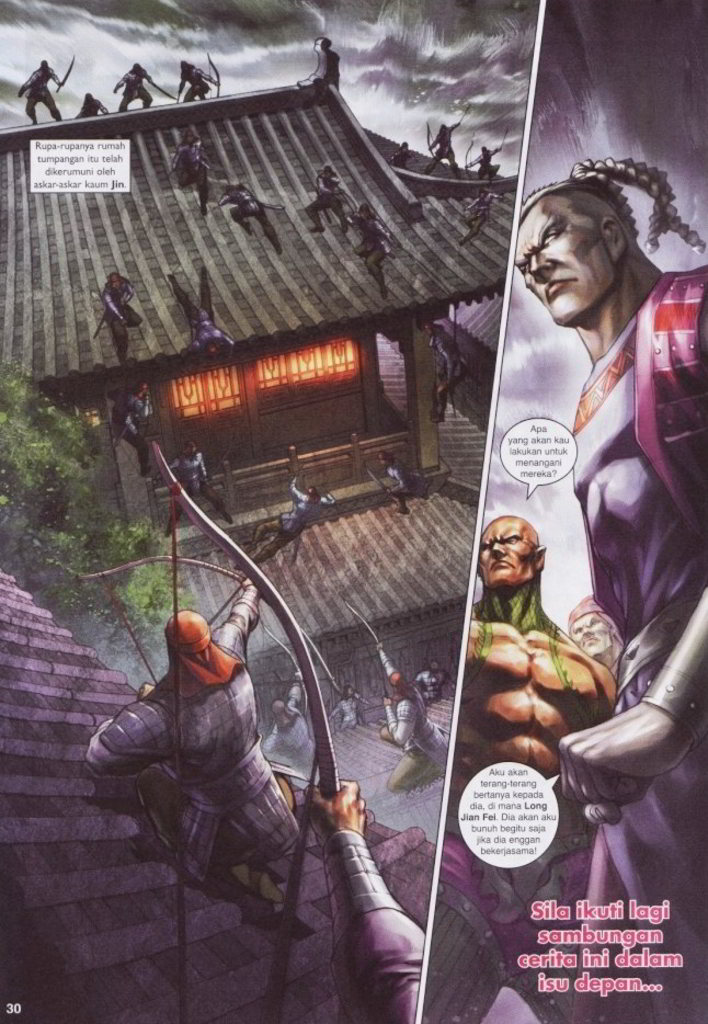 Rupa-rupanya rumah
tumpangan itu telah
dikerumuni oleh
askar-askar kaum Jin.
Apa
yang akan kau
lakukan untuk
menangani
mereka?
Aku akan
terang-terang
bertanya kepada
dia, di mana Long
Jian Fei. Dia akan aku
bunuh begitu saja
jika dia enggan
bekerjasama!
Sila ikuti lagi
sambungan
cerita ini dalam
isu depan...
30